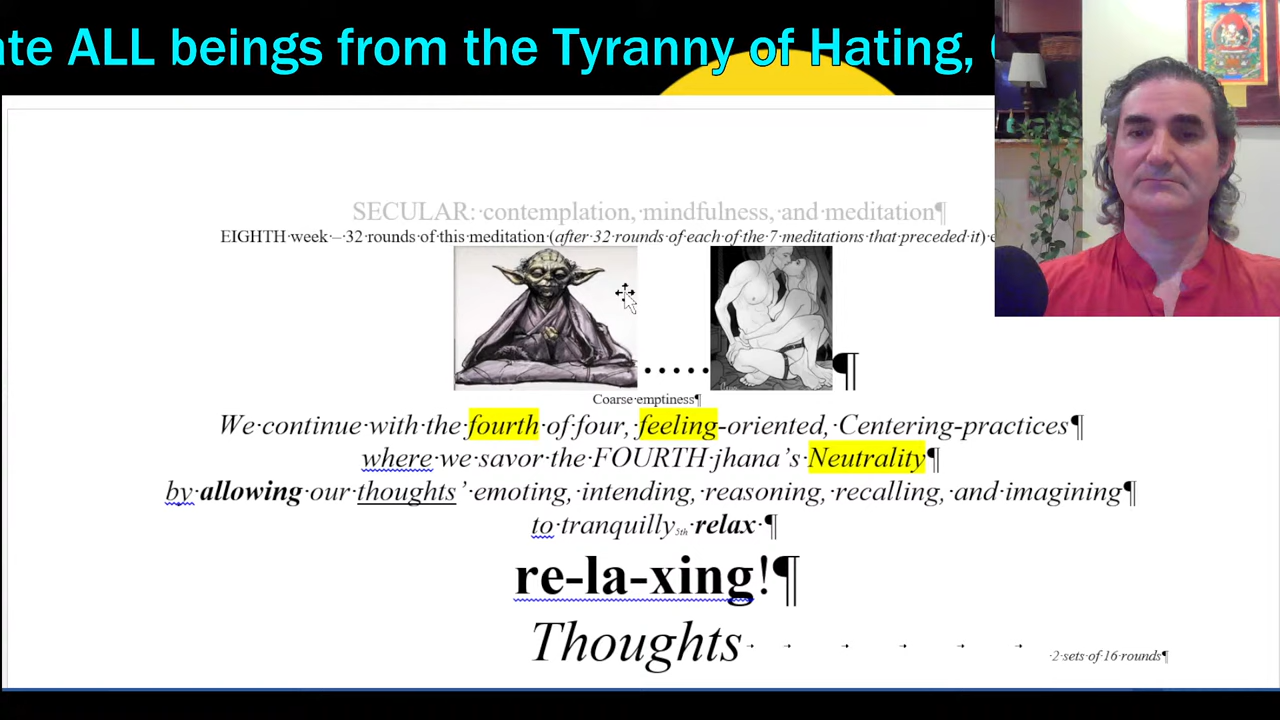 ate ALL beings from the Tyranny of Hating,
SECULAR: contemplation, mindfulness, and meditation¶
EIGHTH week – 32 rounds of this meditation (after 32 rounds of each of the 7 meditations that preceded it)
.....¶
Coarse emptiness¶
We continue with the fourth of four, feeling-oriented, Centering-practices¶
where we savor the FOURTH jhana's Neutrality¶
by allowing our thoughts' emoting, intending, reasoning, recalling, and imagining¶
to tranquilly 5th relax ¶
re-la-xing!¶
Thoughts → → → → → → 2 sets of 16 rounds¶